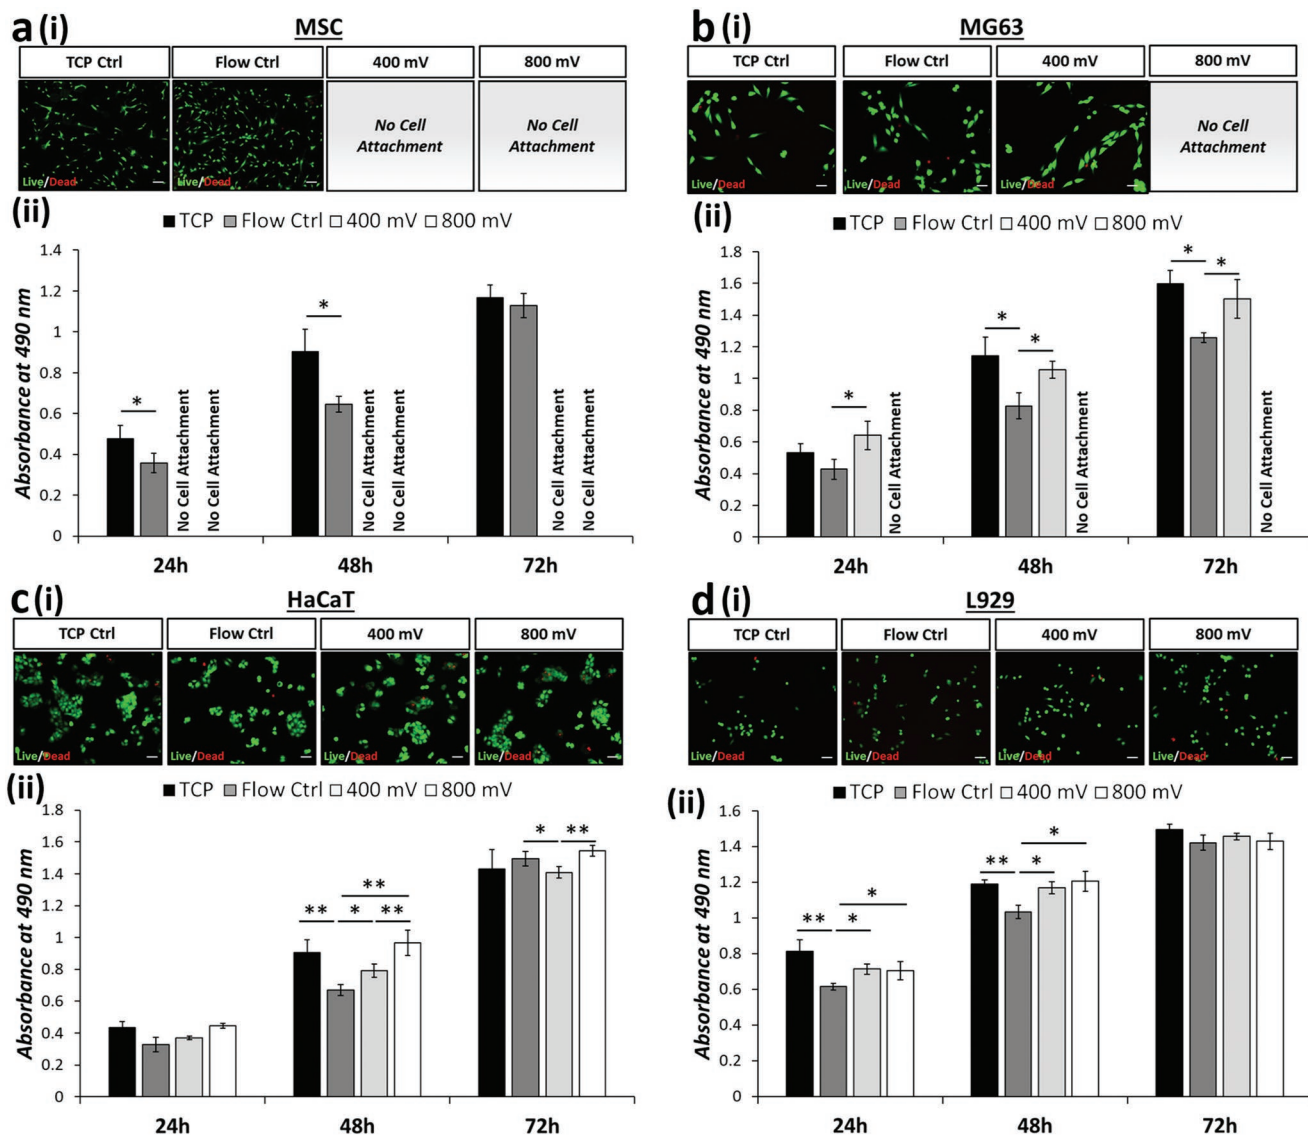 a (i) MSC
TCP Ctrl Flow Ctrl 400 mV 800 mV
No Cell Attachment No Cell Attachment
Live/Dead Live/Dead
(ii) TCP Flow Ctrl 400 mV 800 mV
Absorbance at 490 nm
1.4
1.2
1
0.8
0.6
0.4
0.2
0
* *
No Cell Attachment No Cell Attachment No Cell Attachment No Cell Attachment No Cell Attachment No Cell Attachment
24h 48h 72h
b (i) MG63
TCP Ctrl Flow Ctrl 400 mV 800 mV
No Cell Attachment
Live/Dead Live/Dead Live/Dead
(ii) TCP Flow Ctrl 400 mV 800 mV
Absorbance at 490 nm
1.8
1.6
1.4
1.2
1
0.8
0.6
0.4
0.2
0
* * * * *
No Cell Attachment No Cell Attachment No Cell Attachment
24h 48h 72h
c (i) HaCaT
TCP Ctrl Flow Ctrl 400 mV 800 mV
Live/Dead Live/Dead Live/Dead Live/Dead
(ii) TCP Flow Ctrl 400 mV 800 mV
Absorbance at 490 nm
1.8
1.6
1.4
1.2
1
0.8
0.6
0.4
0.2
0
** ** * ** * **
24h 48h 72h
d (i) L929
TCP Ctrl Flow Ctrl 400 mV 800 mV
Live/Dead Live/Dead Live/Dead Live/Dead
(ii) TCP Flow Ctrl 400 mV 800 mV
Absorbance at 490 nm
1.6
1.4
1.2
1
0.8
0.6
0.4
0.2
0
** * * ** * *
24h 48h 72h